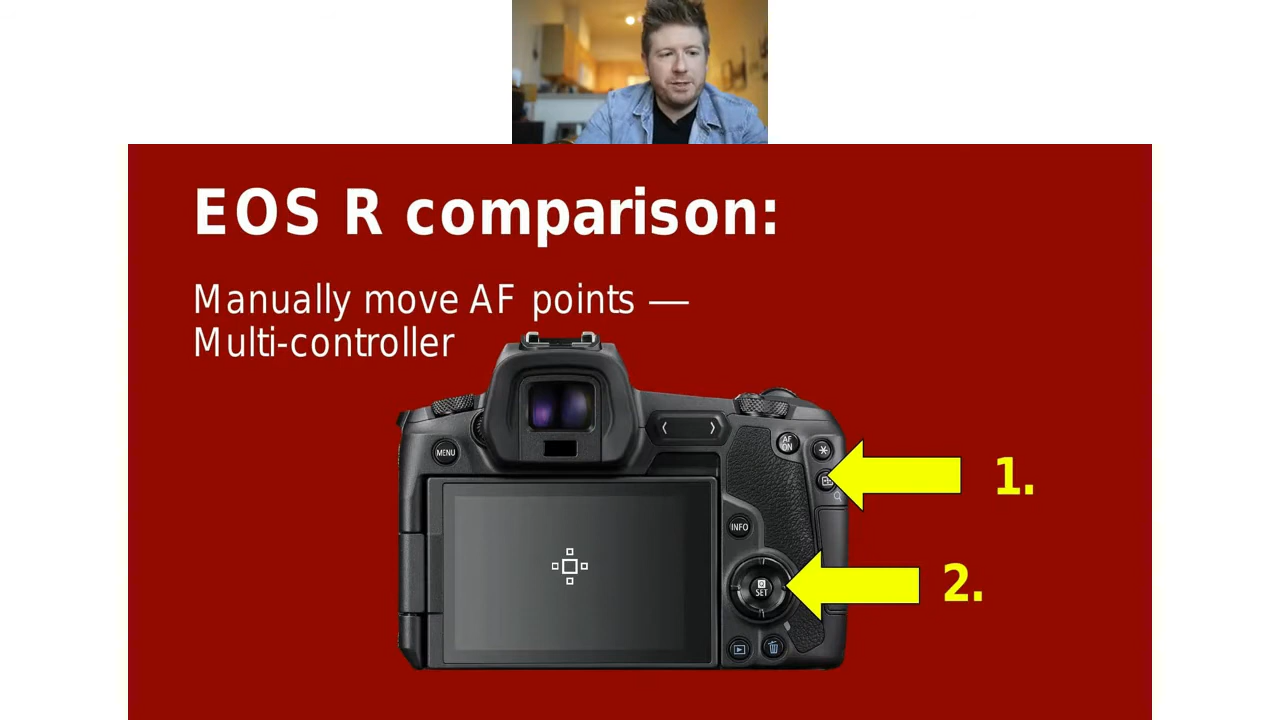 EOS R comparison:
Manually move AF points —
Multi-controller
MENU
AF
ON
1.
INFO
SET
2.